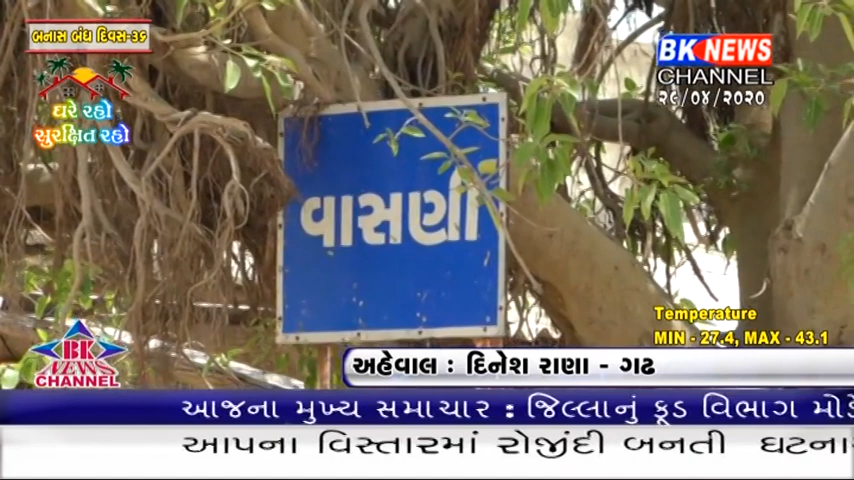 બનાસ બંધ દિવસ-૩૬
ઘરે રહો
સુરક્ષિત રહો
BK NEWS
CHANNEL
૨૯/૦૪/૨૦૨૦
વાસણી
Temperature
MIN - 27.4, MAX - 43.1
BK
NEWS
CHANNEL
અહેવાલ : દિનેશ રાણા - ગઢ
આજના મુખ્ય સમાચાર : જિલ્લાનું ફૂડ વિભાગ
આપના વિસ્તારમાં રોજીંદી બનતી